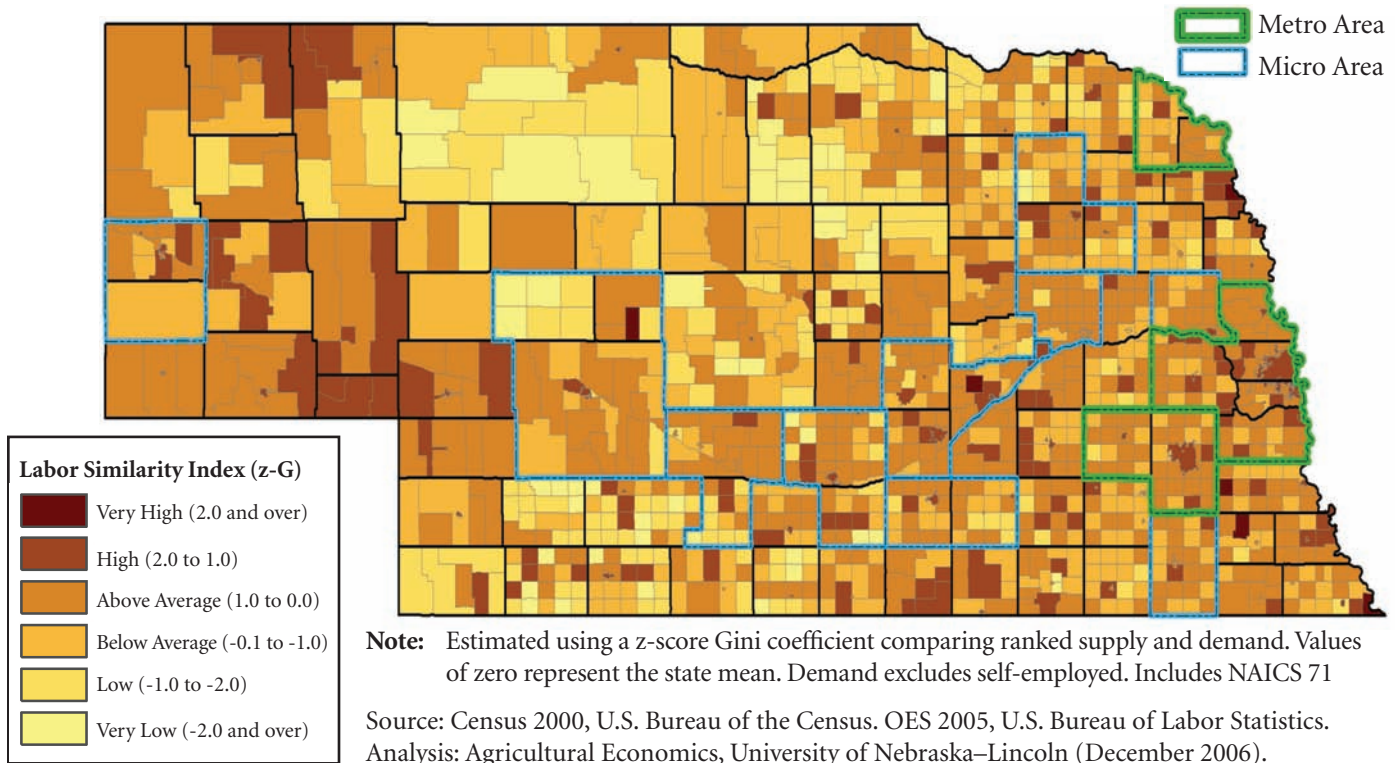 Metro Area
Micro Area
Labor Similarity Index (z-G)
Very High (2.0 and over)
High (2.0 to 1.0)
Above Average (1.0 to 0.0)
Below Average (-0.1 to -1.0)
Low (-1.0 to -2.0)
Very Low (-2.0 and over)
Note: Estimated using a z-score Gini coefficient comparing ranked supply and demand. Values
of zero represent the state mean. Demand excludes self-employed. Includes NAICS 71
Source: Census 2000, U.S. Bureau of the Census. OES 2005, U.S. Bureau of Labor Statistics.
Analysis: Agricultural Economics, University of Nebraska–Lincoln (December 2006).